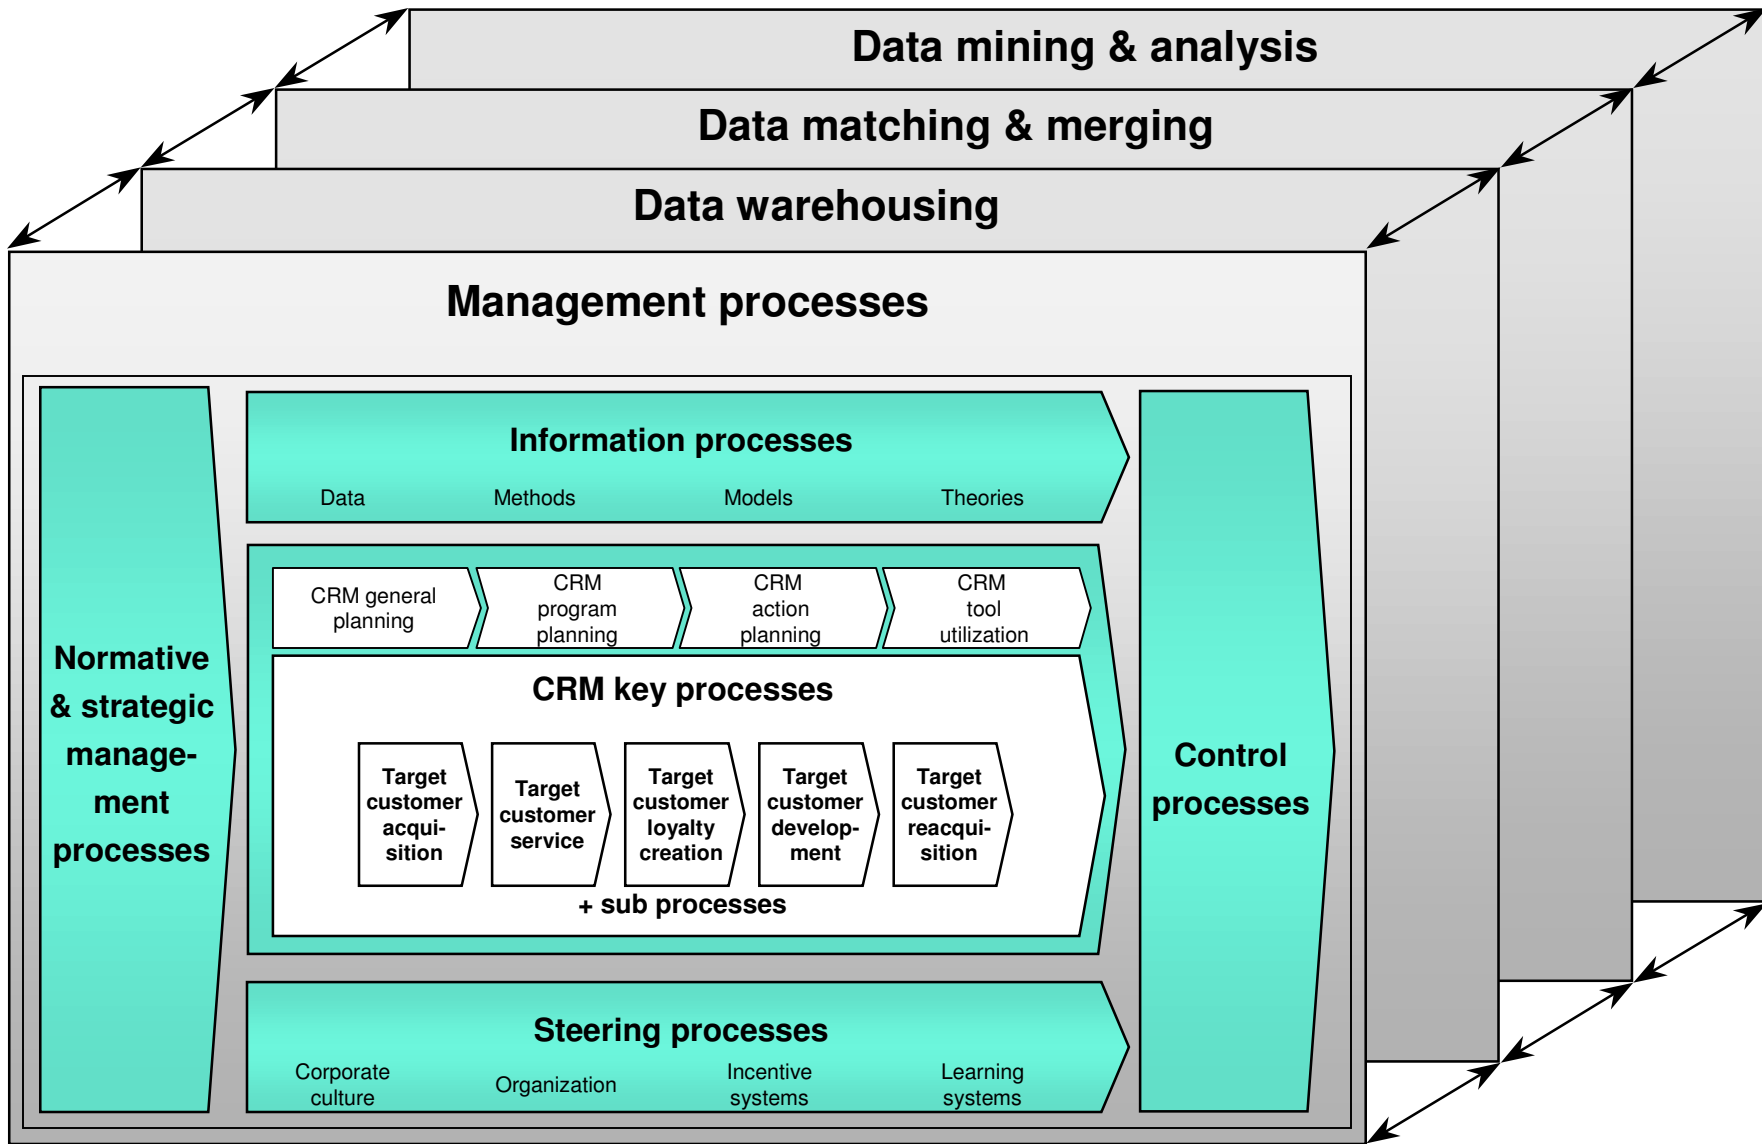 Data mining & analysis
Data matching & merging
Data warehousing
Management processes
Normative
& strategic
manage-
ment
processes
Information processes
Data Methods Models Theories
CRM general
planning
CRM
program
planning
CRM
action
planning
CRM
tool
utilization
CRM key processes
Target
customer
acqui-
sition
Target
customer
service
Target
customer
loyalty
creation
Target
customer
develop-
ment
Target
customer
reacqui-
sition
+ sub processes
Steering processes
Corporate
culture
Organization
Incentive
systems
Learning
systems
Control
processes